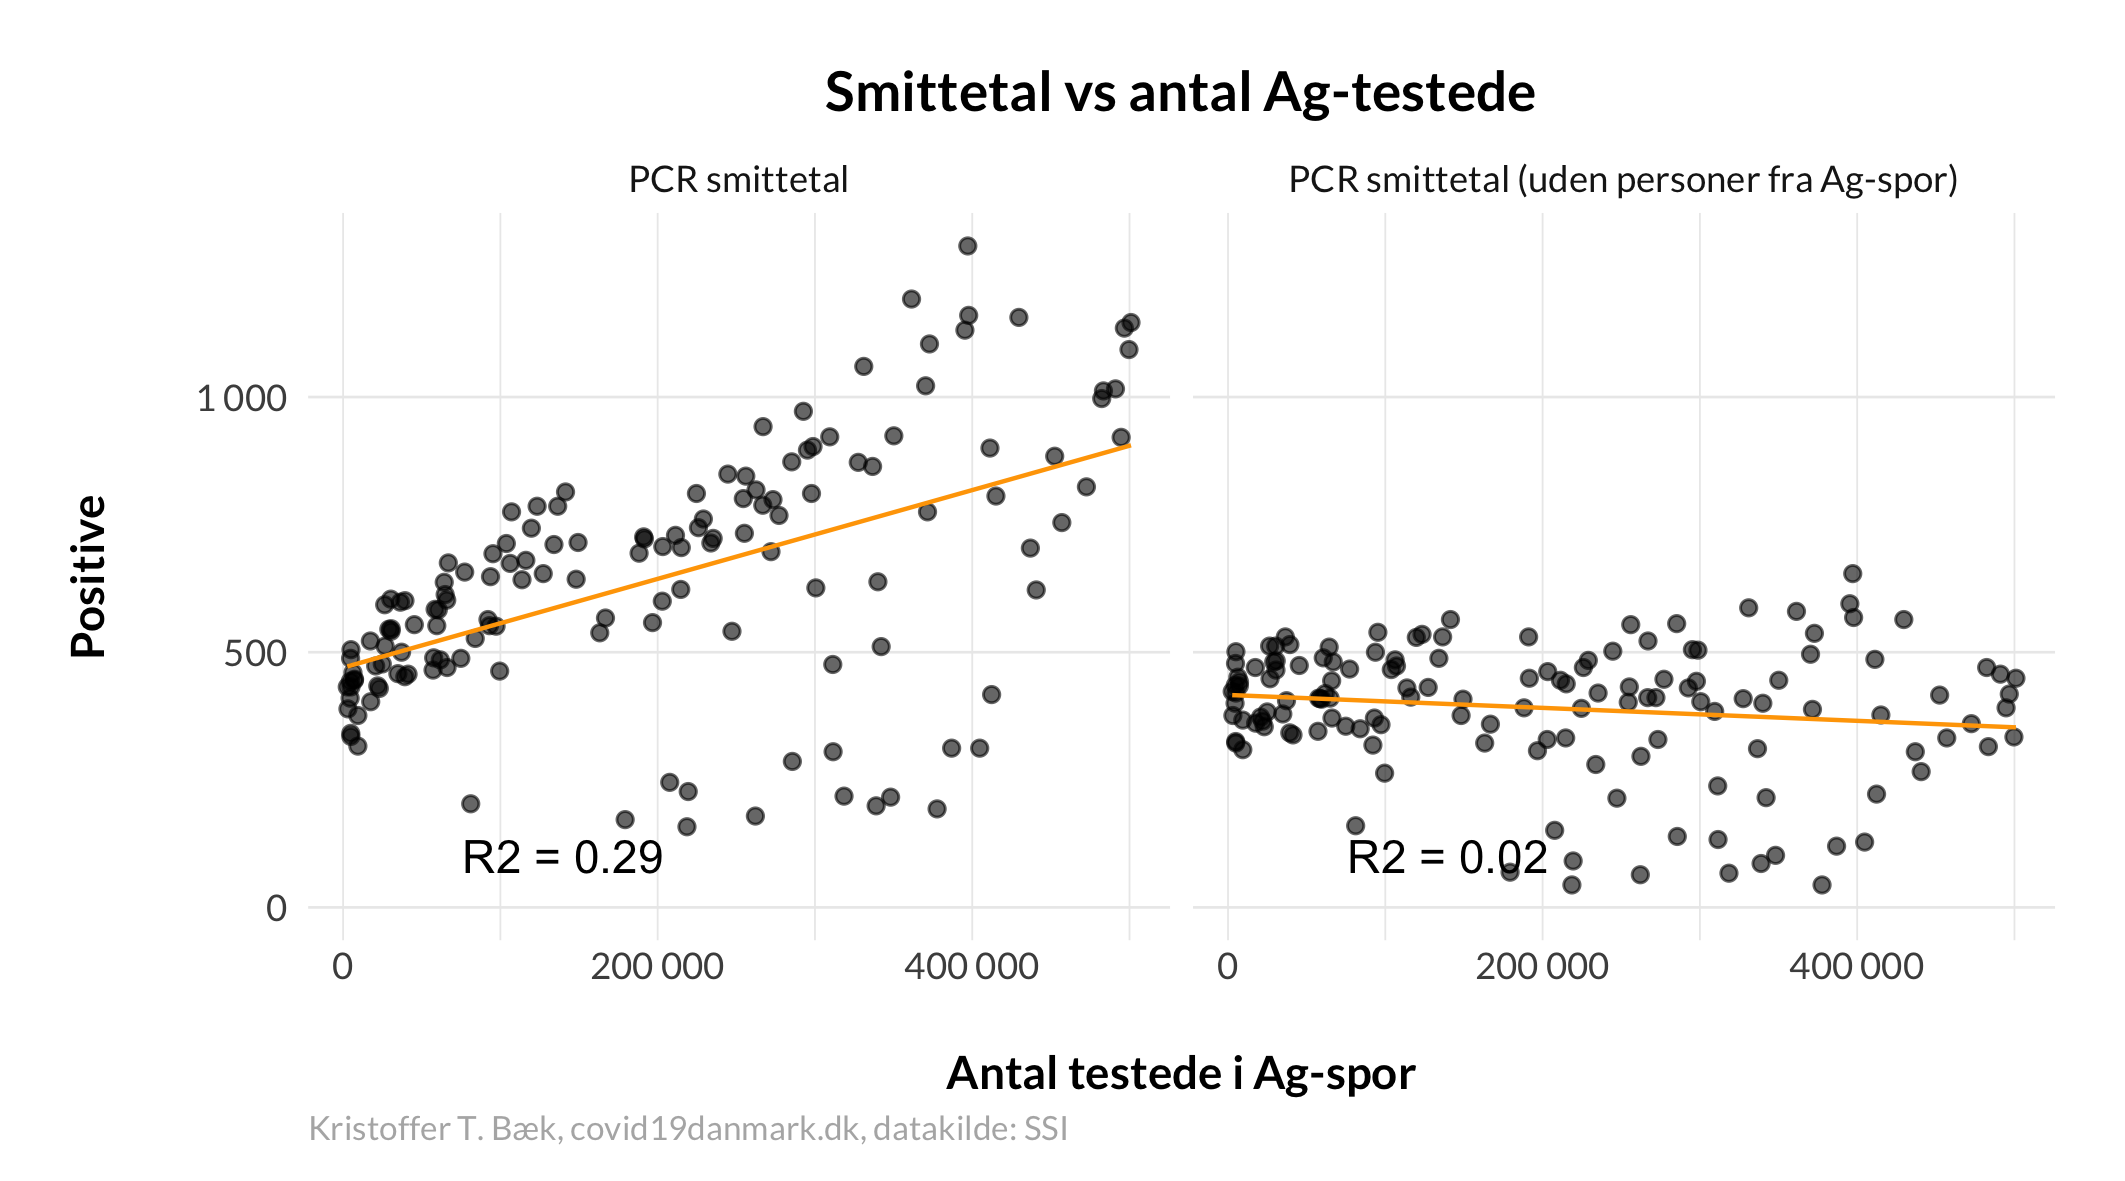 Smittetal vs antal Ag-testede
PCR smittetal
PCR smittetal (uden personer fra Ag-spor)
Positive
1 000
500
0
R2 = 0.29
R2 = 0.02
0 200 000 400 000
0 200 000 400 000
Antal testede i Ag-spor
Kristoffer T. Bæk, covid19danmark.dk, datakilde: SSI